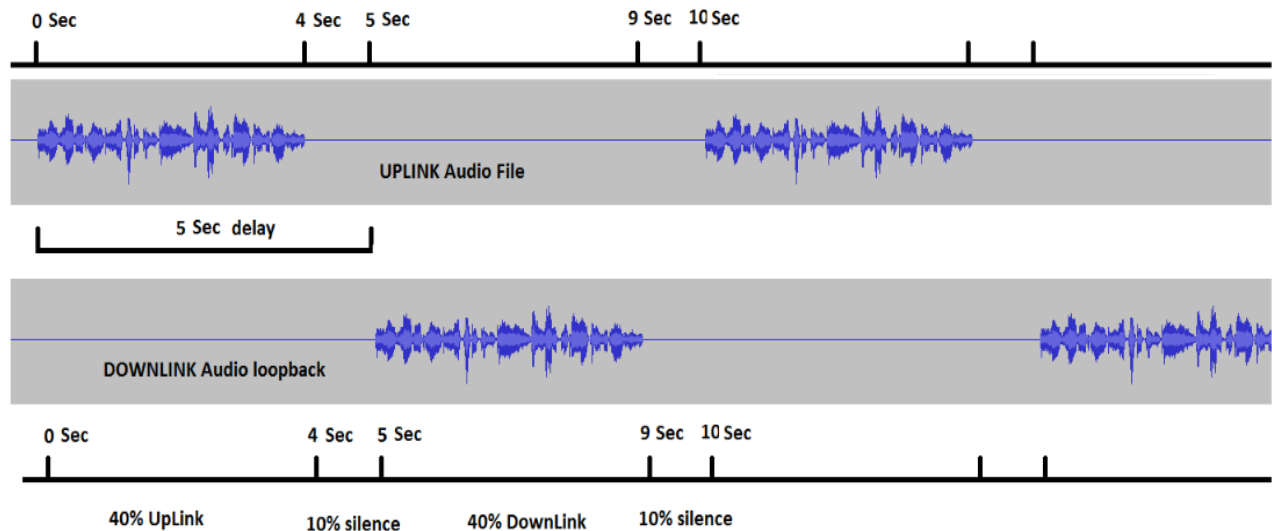 0 Sec 4 Sec 5 Sec 9 Sec 10 Sec
UPLINK Audio File
5 Sec delay
DOWNLINK Audio loopback
0 Sec 4 Sec 5 Sec 9 Sec 10 Sec
40% UpLink 10% silence 40% DownLink 10% silence